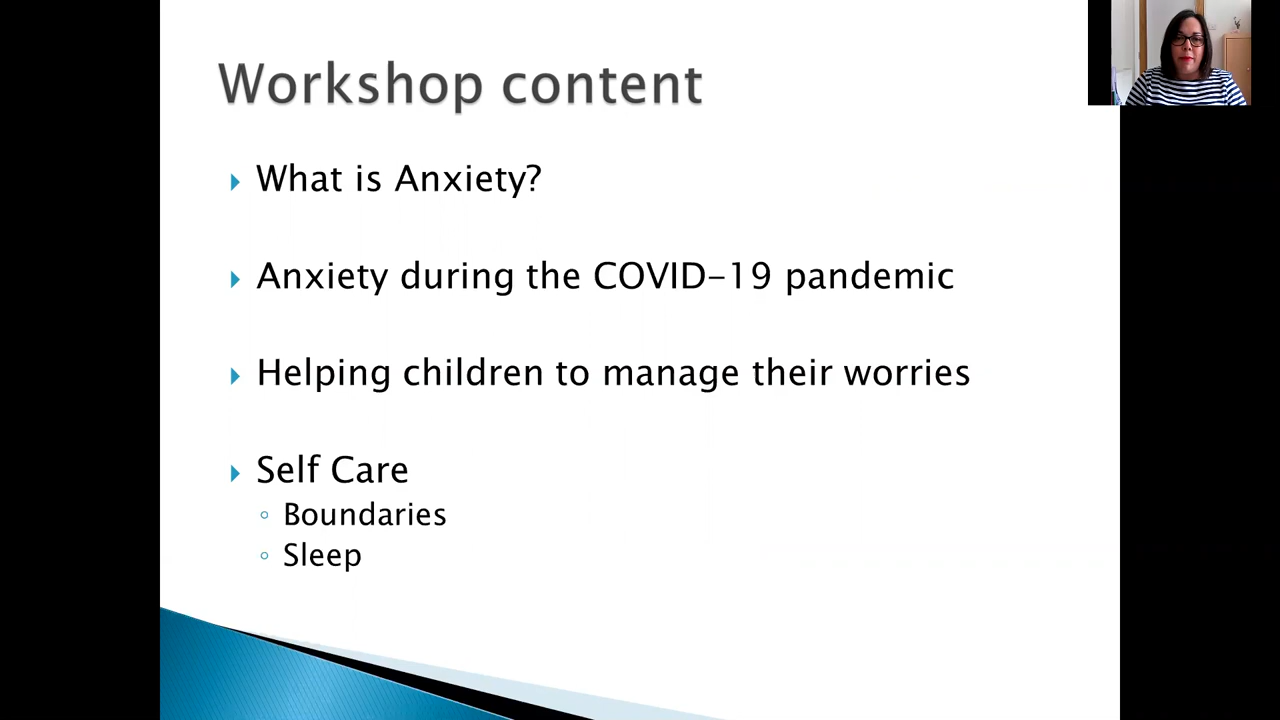 Workshop content
What is Anxiety?
Anxiety during the COVID-19 pandemic
Helping children to manage their worries
Self Care
Boundaries
Sleep